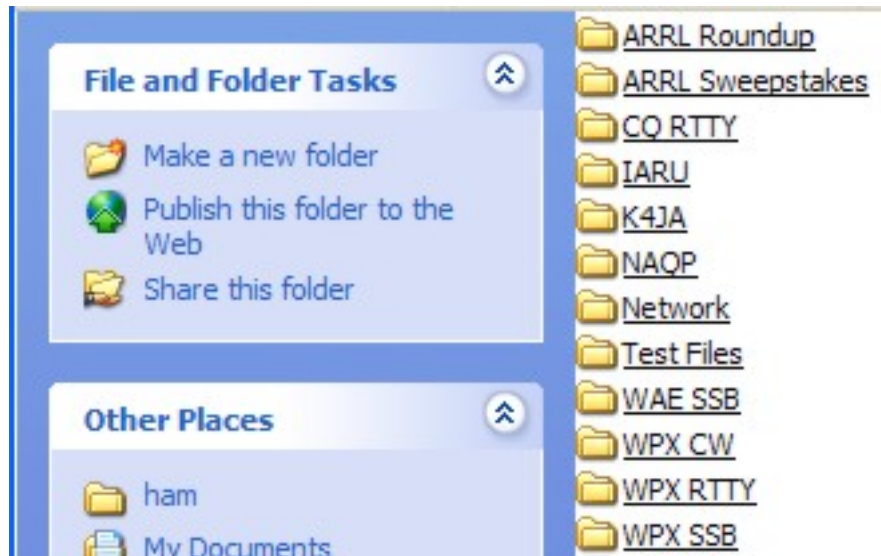 File and Folder Tasks
Make a new folder
Publish this folder to the
Web
Share this folder
Other Places
ham
My Documents
ARRL Roundup
ARRL Sweepstakes
CQ RTTY
IARU
K4JA
NAQP
Network
Test Files
WAE SSB
WPX CW
WPX RTTY
WPX SSB